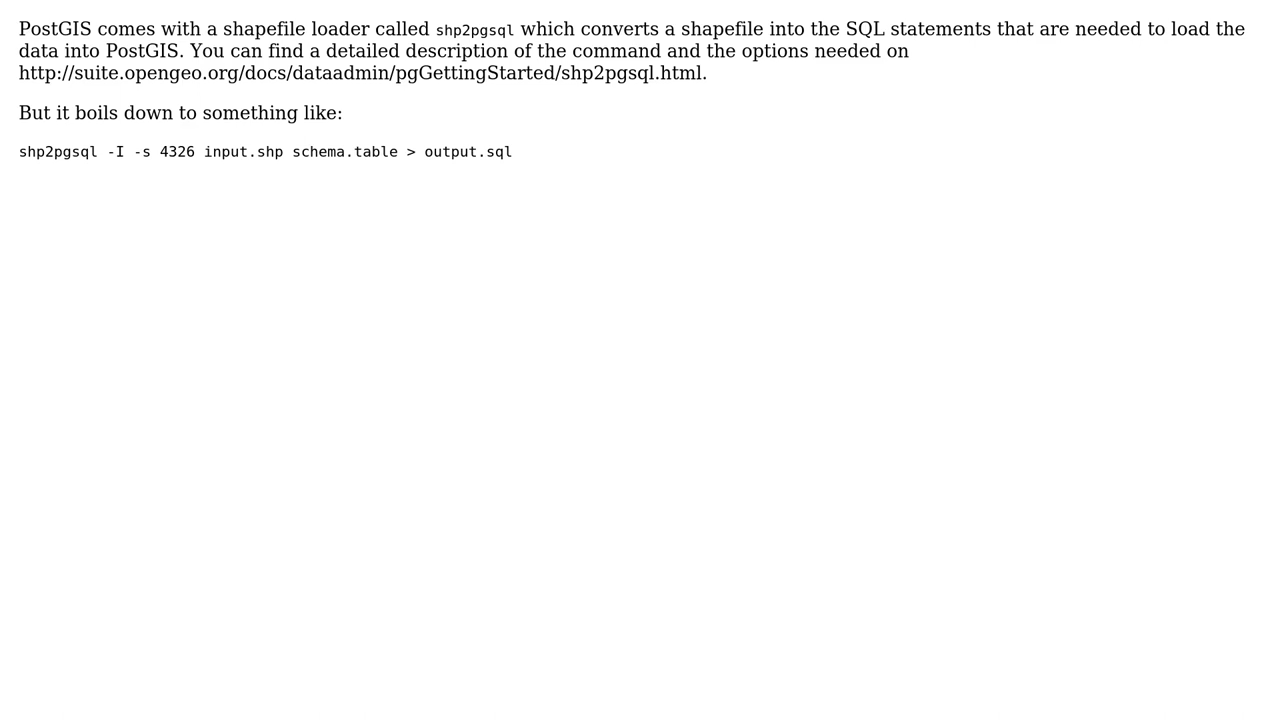 PostGIS comes with a shapefile loader called shp2pgsql which converts a shapefile into the SQL statements that are needed to load the
data into PostGIS. You can find a detailed description of the command and the options needed on
http://suite.opengeo.org/docs/dataadmin/pgGettingStarted/shp2pgsql.html.
But it boils down to something like:
shp2pgsql -I -s 4326 input.shp schema.table > output.sql